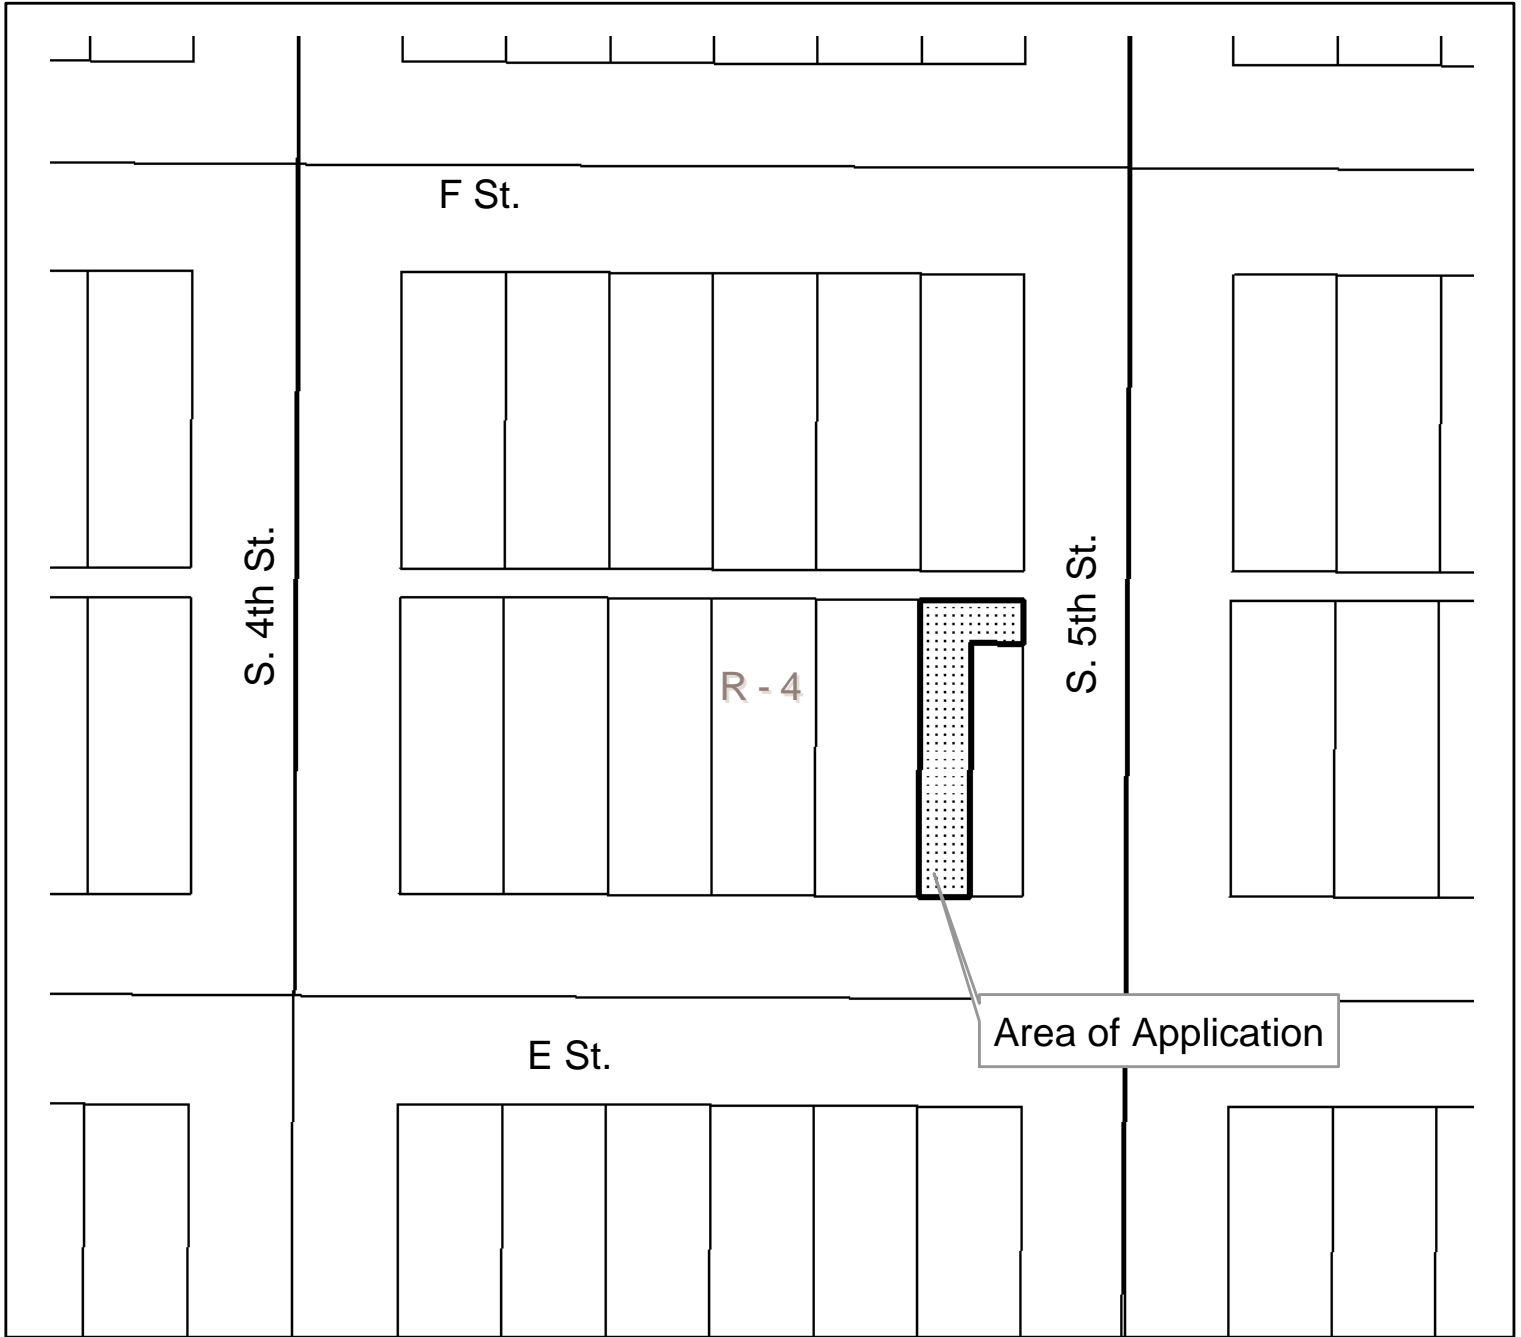 F St.
S. 4th St.
S. 5th St.
R - 4
Area of Application
E St.